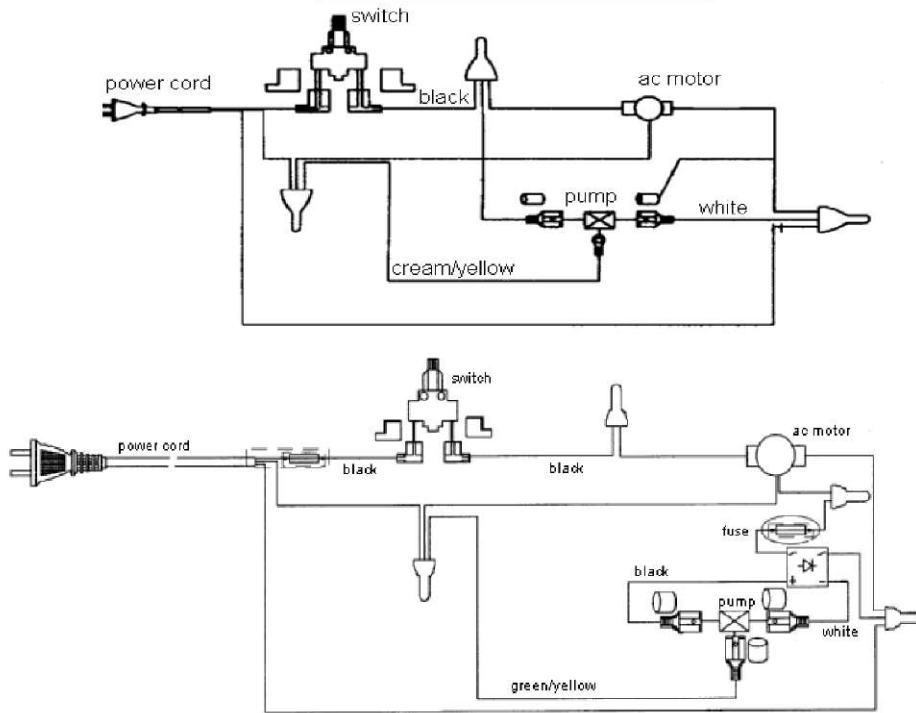 switch
power cord
ac motor
black
pump
white
cream/yellow
switch
ac motor
power cord
black
black
fuse
black
pump
white
green/yellow